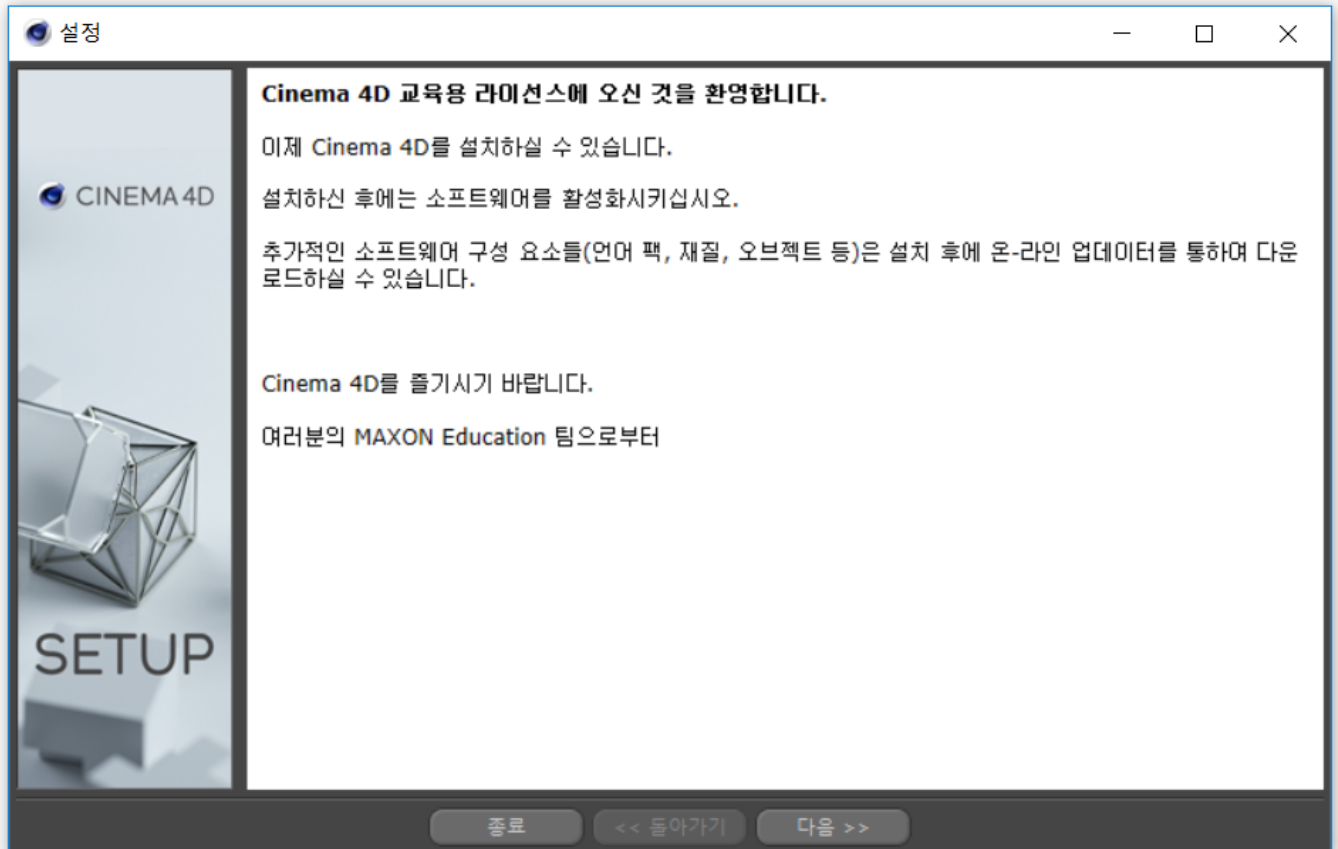 설정
CINEMA 4D
SETUP
Cinema 4D 교육용 라이선스에 오신 것을 환영합니다.
이제 Cinema 4D를 설치하실 수 있습니다.
설치하신 후에는 소프트웨어를 활성화시키십시오.
추가적인 소프트웨어 구성 요소들(언어 팩, 재질, 오브젝트 등)은 설치 후에 온-라인 업데이터를 통하여 다운
로드하실 수 있습니다.
Cinema 4D를 즐기시기 바랍니다.
여러분의 MAXON Education 팀으로부터
종료
<< 돌아가기
다음 >>